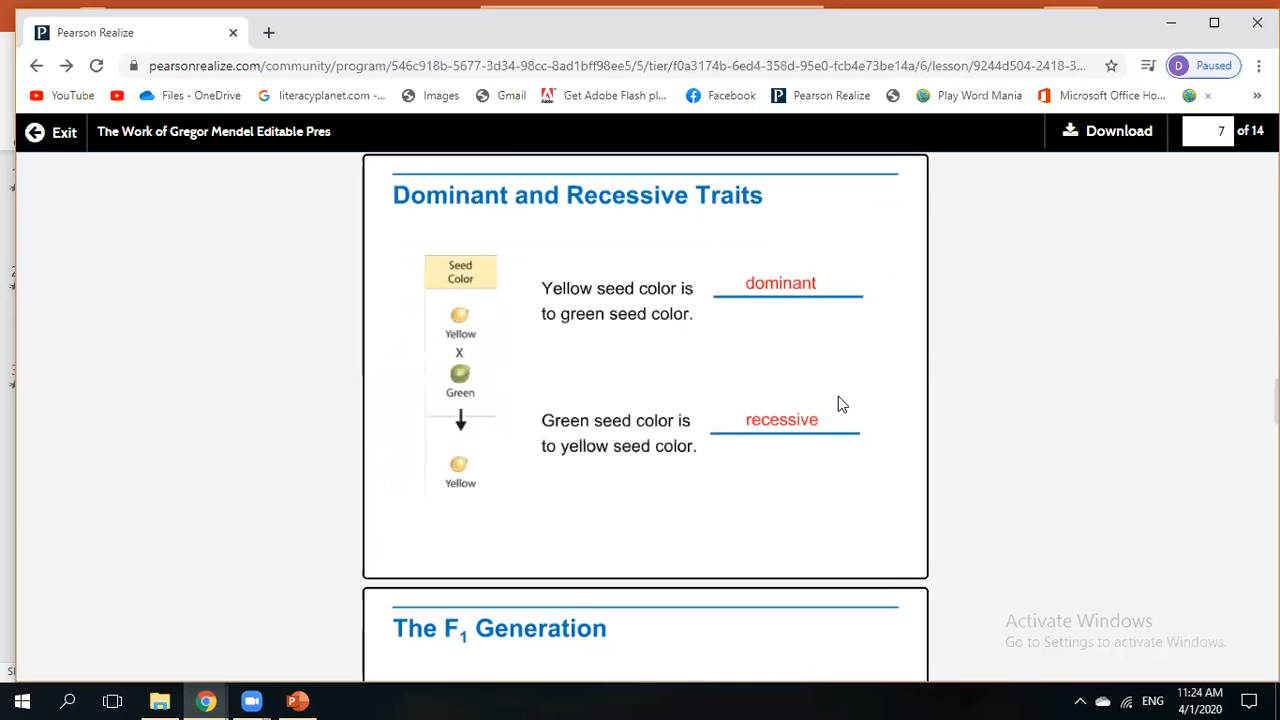 Pearson Realize
pearsonrealize.com/community/program/546c918b-5677-3d34-98cc-8ad1bff98ee5/5/tier/f0a3174b-6ed4-358d-95e0-fcb4e73be14a/6/lesson/9244d504-2418-3...
D Paused
YouTube
Files - OneDrive
literacyplanet.com -...
Images
Gmail
Get Adobe Flash pl...
Facebook
Pearson Realize
Play Word Mania
Microsoft Office Ho...
»
Exit
The Work of Gregor Mendel Editable Pres
Download
7 of 14
Dominant and Recessive Traits
Seed
Color
Yellow
X
Green
Yellow
Yellow seed color is dominant
to green seed color.
Green seed color is recessive
to yellow seed color.
The F1 Generation
Activate Windows
Go to Settings to activate Windows.
ENG
11:24 AM
4/1/2020